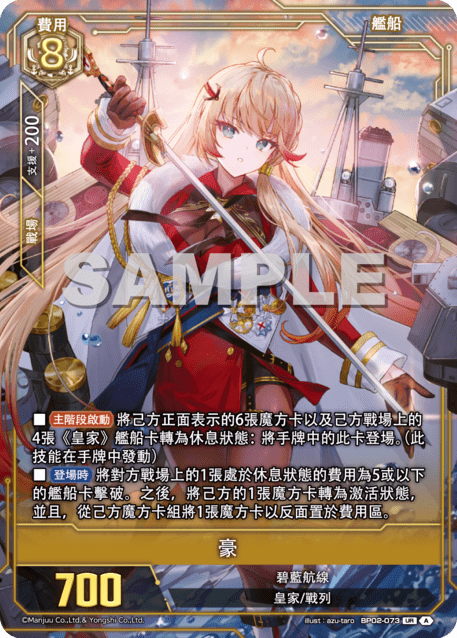 費用
8
艦船
支援+200
戰場
SAMPLE
■ 主階段啟動 將己方正面表示的6張魔方卡以及己方戰場上的
4張《皇家》艦船卡轉為休息狀態：將手牌中的此卡登場。（此
技能在手牌中發動）
■ 登場時 將對方戰場上的1張處於休息狀態的費用為5或以下
的艦船卡擊破。之後，將己方的1張魔方卡轉為激活狀態，
並且，從己方魔方卡組將1張魔方卡以反面置於費用區。
豪
700
碧藍航線
皇家/戰列
©Manjuu Co.,Ltd.& Yongshi Co.,Ltd. illust : azu-taro BP02-073 UR A